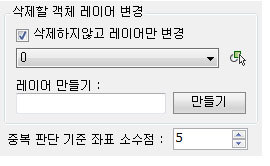 삭제할 객체 레이어 변경
삭제하지않고 레이어만 변경
0
레이어 만들기 :
만들기
중복 판단 기준 좌표 소수점 : 5